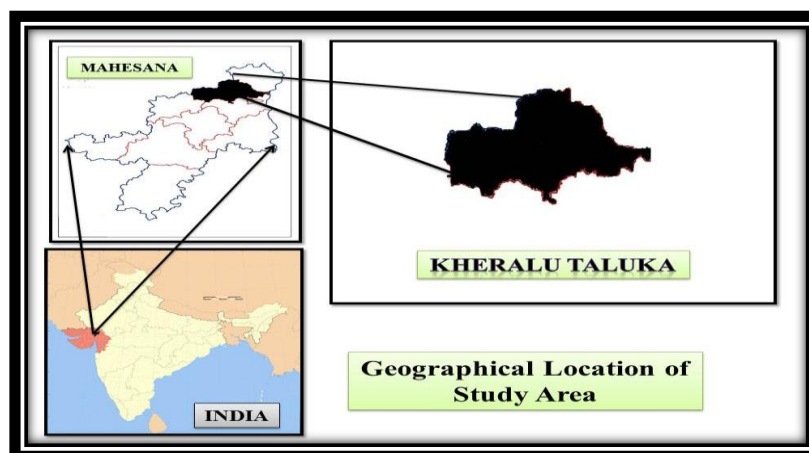 MAHESANA
KHERALU TALUKA
INDIA
Geographical Location of
Study Area